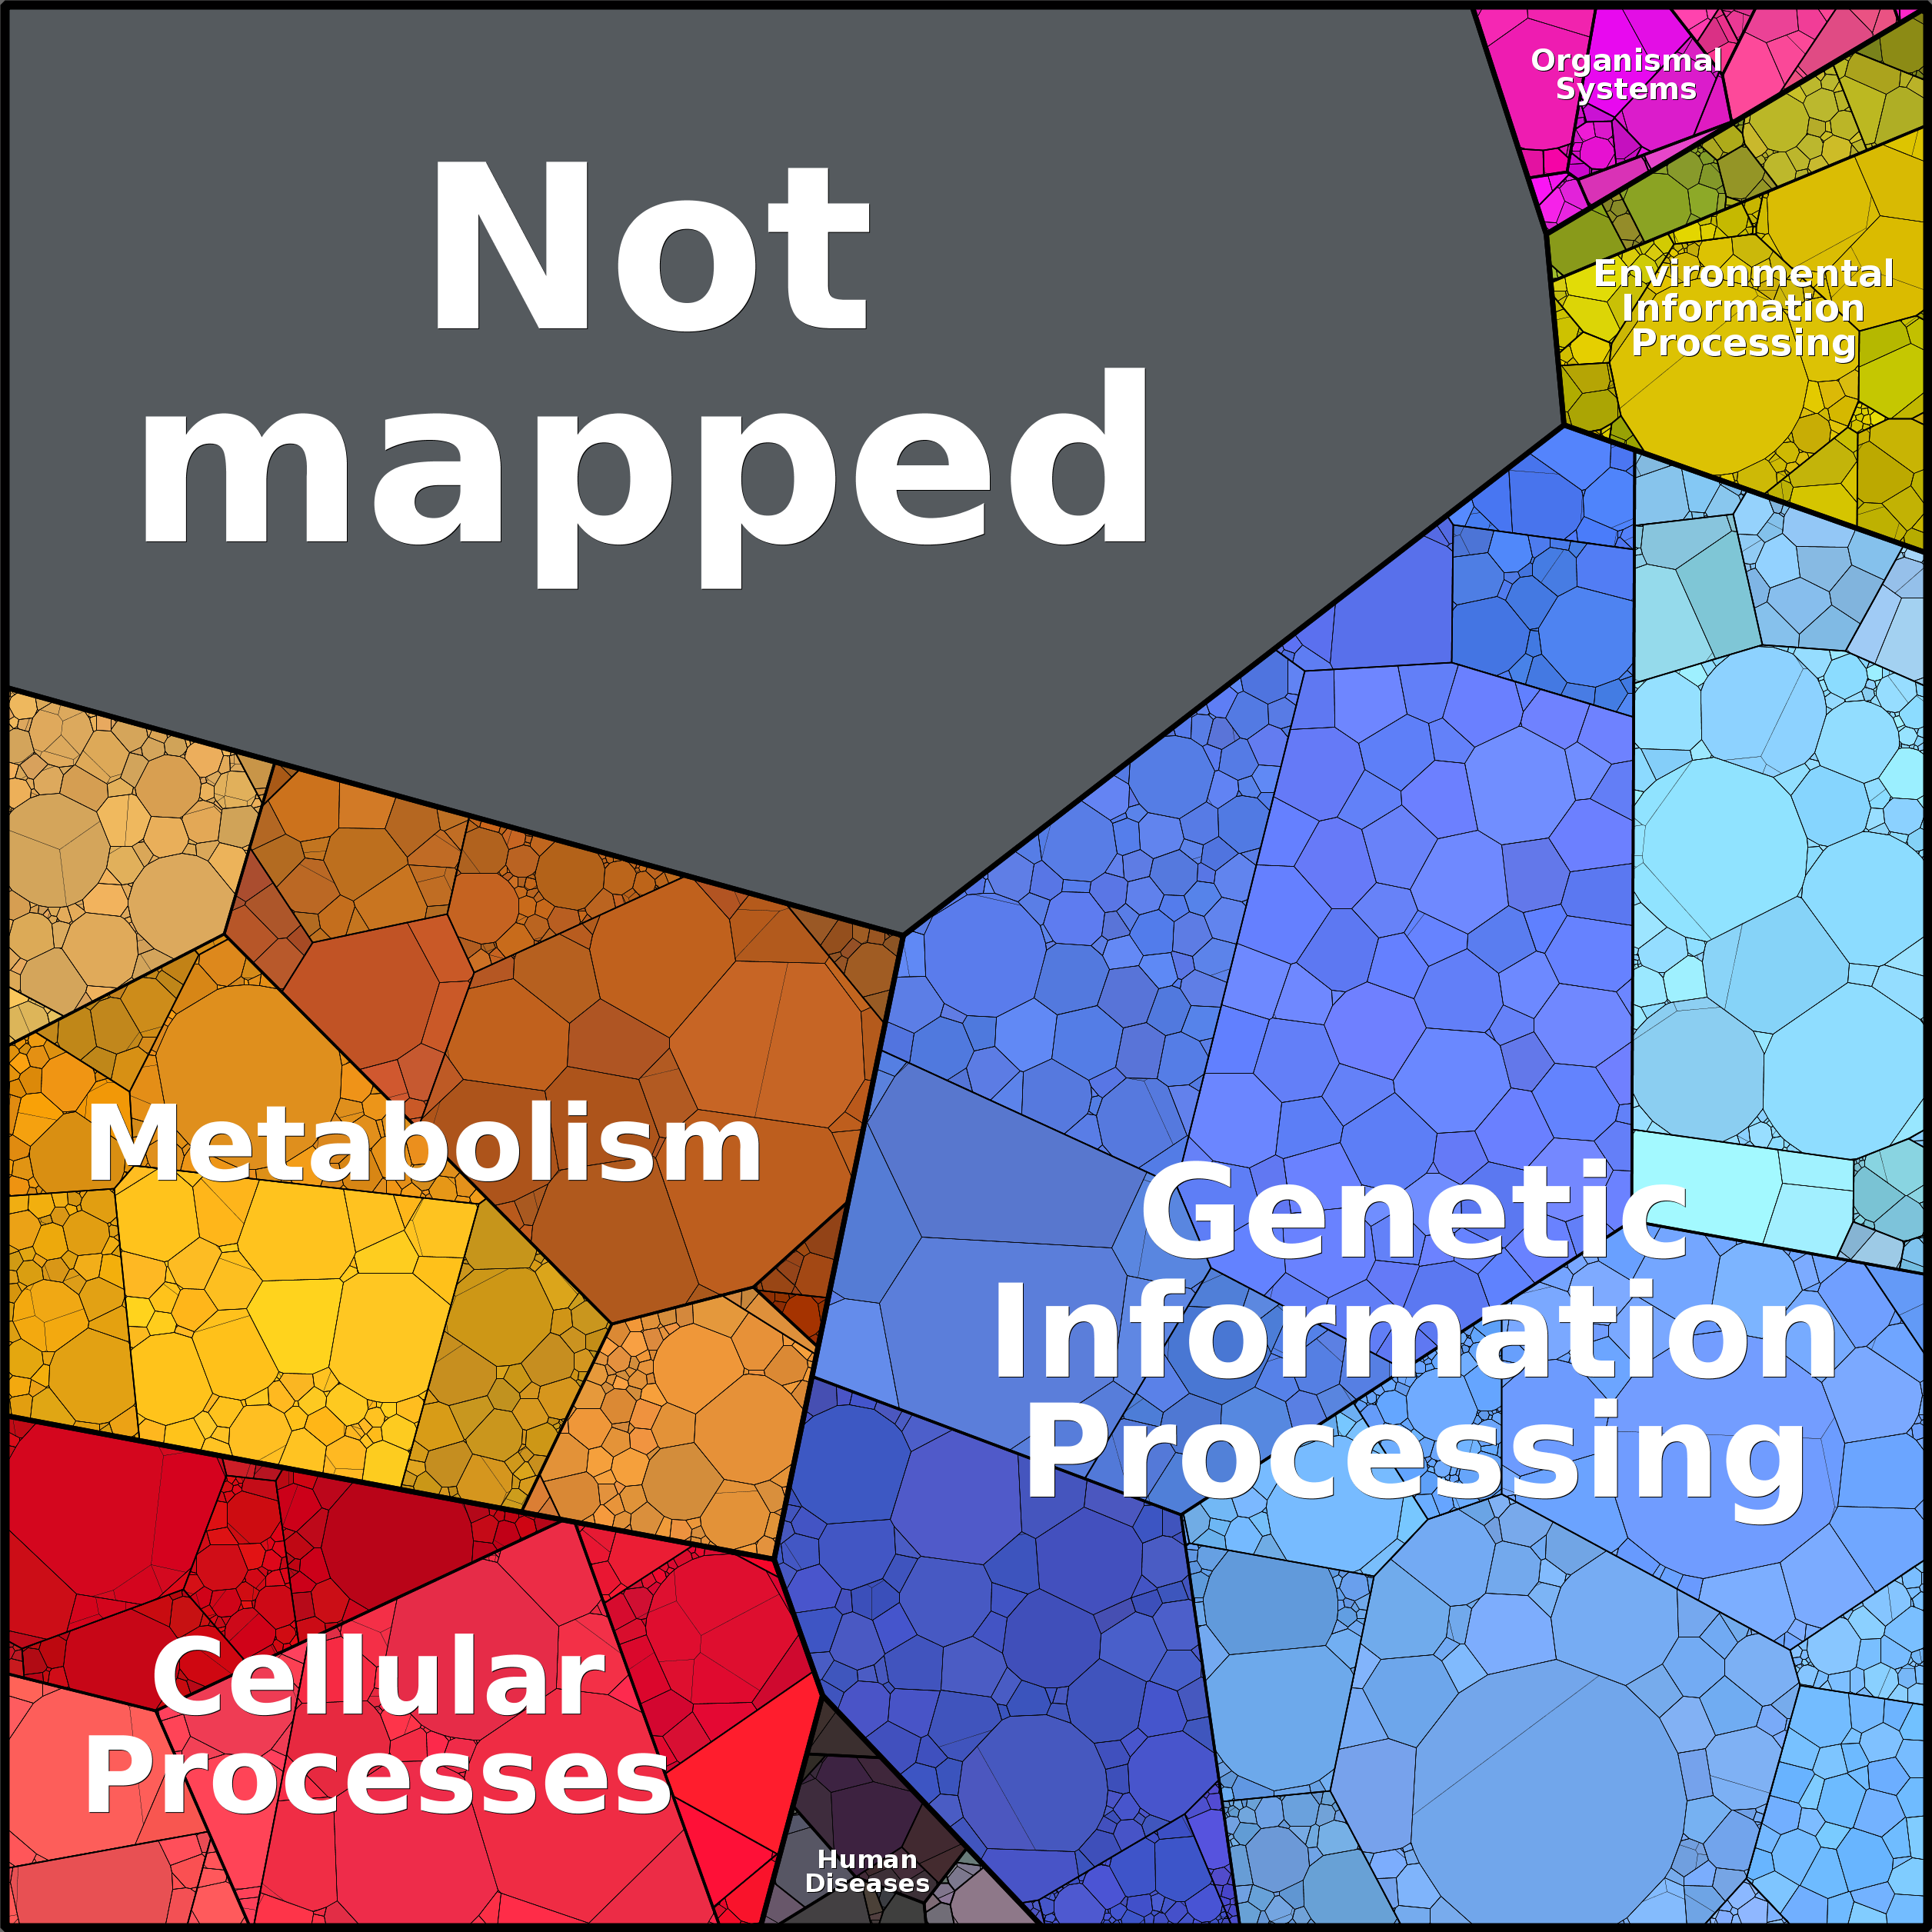 Not
mapped
Organismal
Systems
Environmental
Information
Processing
Metabolism
Genetic
Information
Processing
Cellular
Processes
Human
Diseases